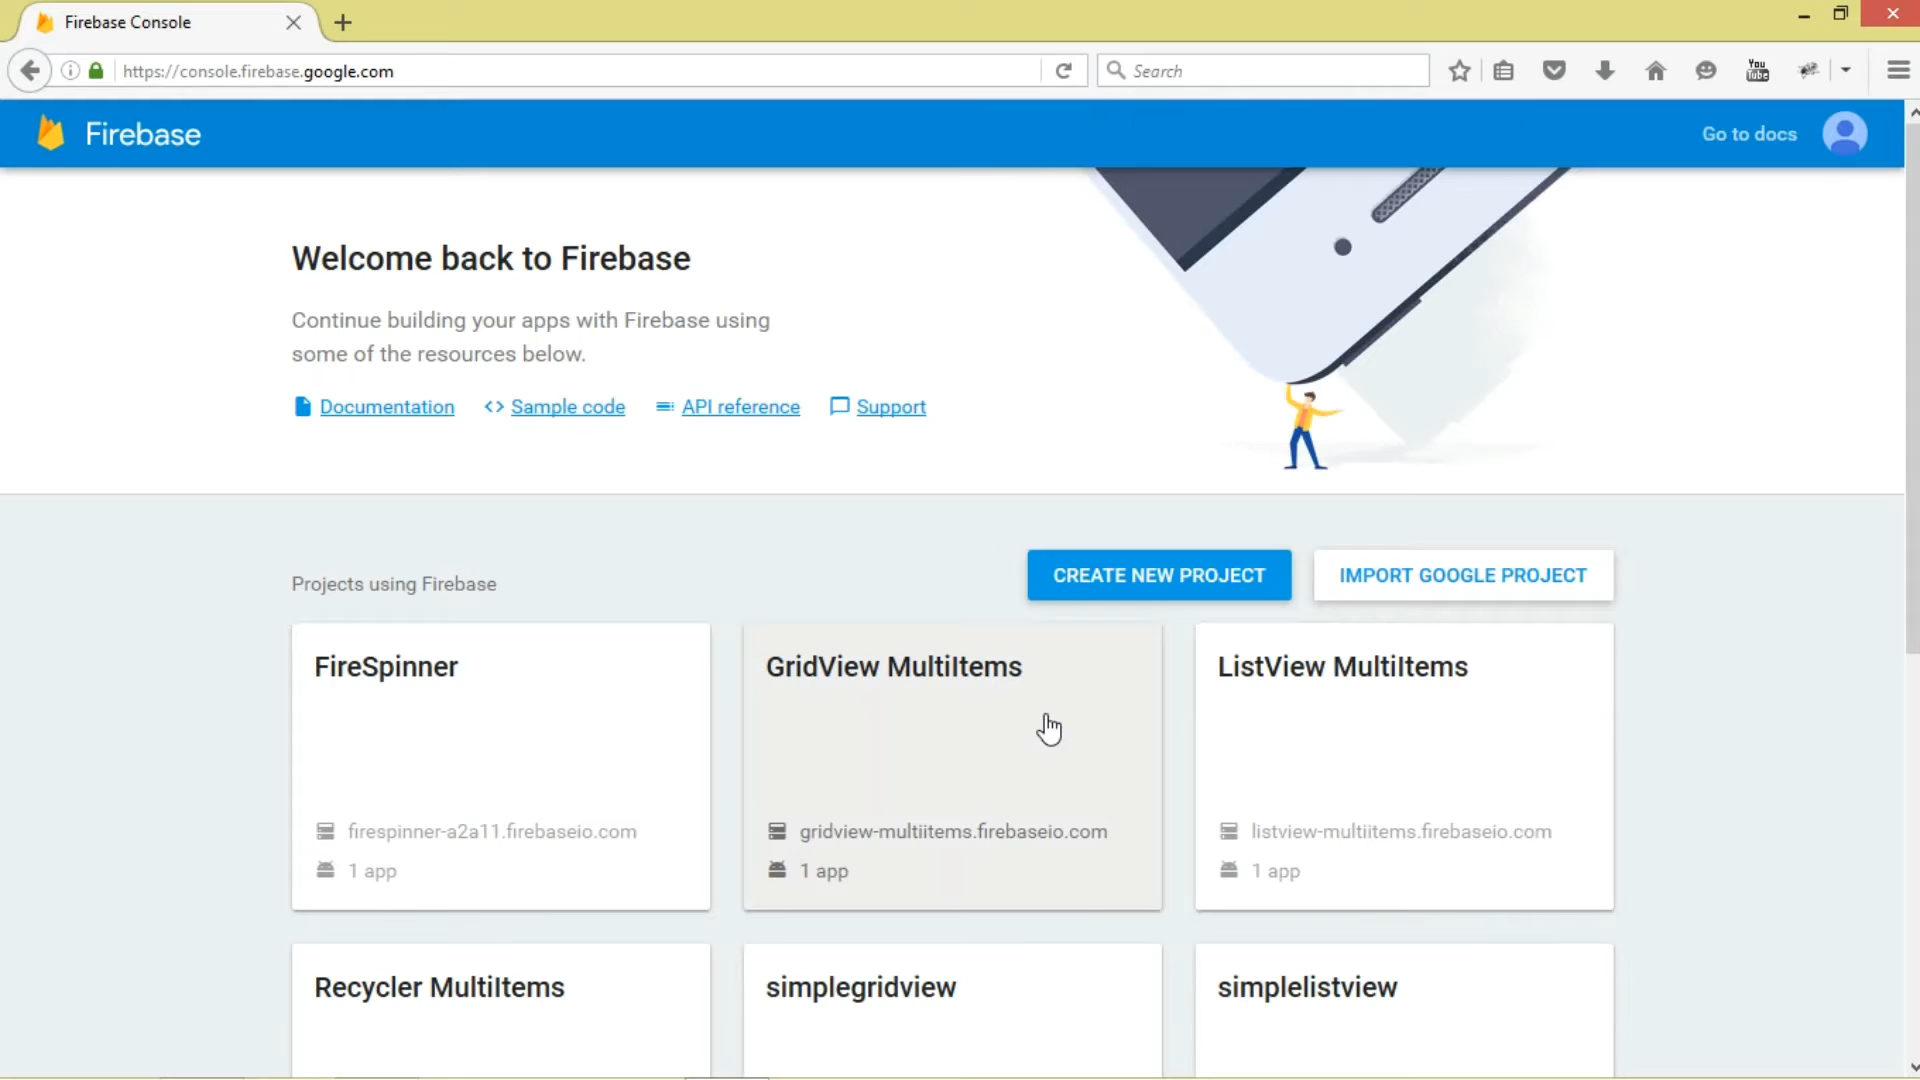 Firebase Console
https://console.firebase.google.com
Search
You Tube
Firebase
Go to docs
Welcome back to Firebase
Continue building your apps with Firebase using
some of the resources below.
Documentation
Sample code
API reference
Support
Projects using Firebase
CREATE NEW PROJECT
IMPORT GOOGLE PROJECT
FireSpinner
GridView MultiItems
ListView MultiItems
firespinner-a2a11.firebaseio.com
gridview-multiitems.firebaseio.com
listview-multiitems.firebaseio.com
1 app
1 app
1 app
Recycler MultiItems
simplegridview
simplelistview